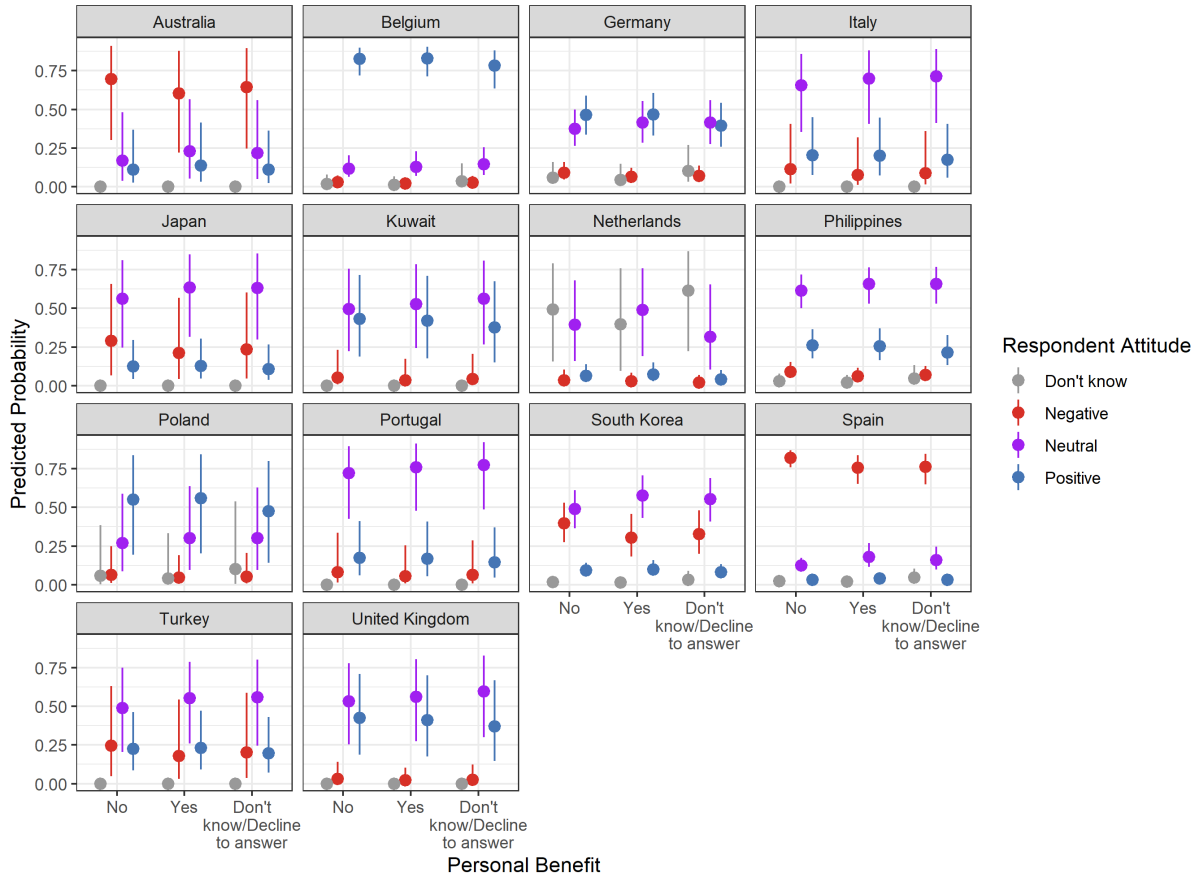 Australia
Belgium
Germany
Italy
0.75
0.50
0.25
0.00
Japan
Kuwait
Netherlands
Philippines
0.75
0.50
0.25
0.00
Poland
Portugal
South Korea
Spain
0.75
0.50
0.25
0.00
No
Yes
Don't
know/Decline
to answer
No
Yes
Don't
know/Decline
to answer
Turkey
United Kingdom
0.75
0.50
0.25
0.00
No
Yes
Don't
know/Decline
to answer
No
Yes
Don't
know/Decline
to answer
Personal Benefit
Predicted Probability
Respondent Attitude
Don't know
Negative
Neutral
Positive